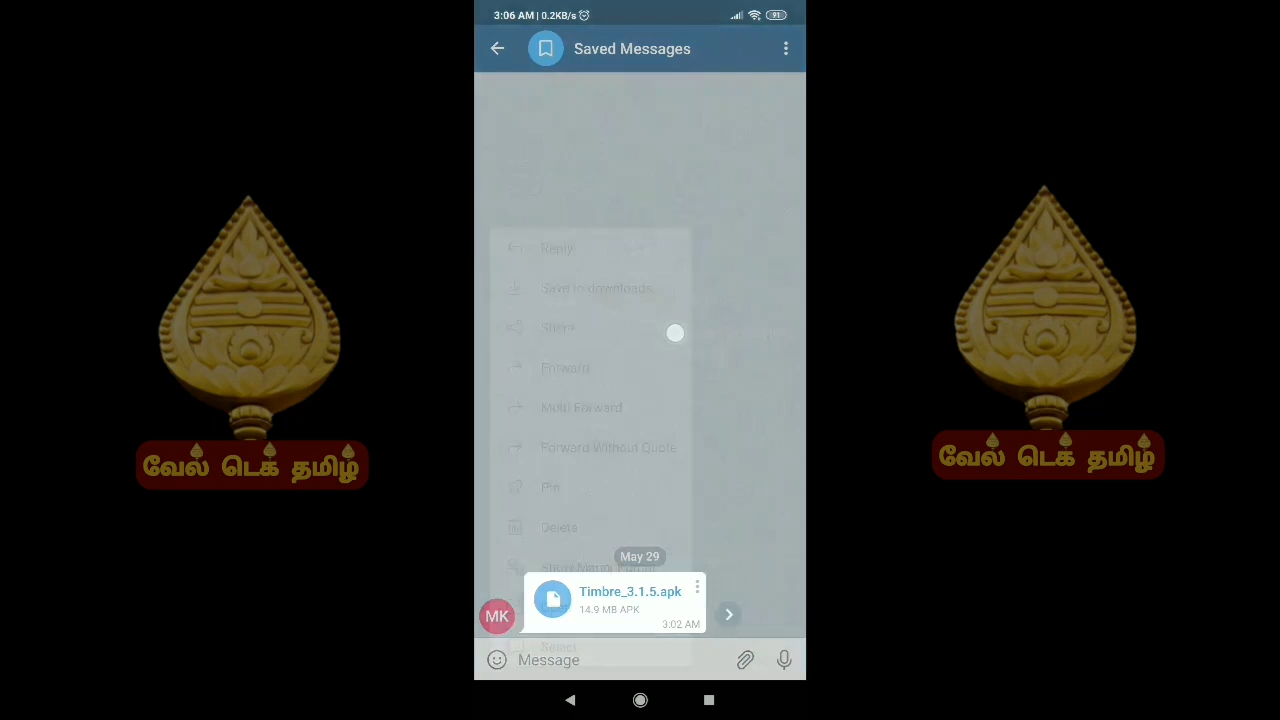 3:06 AM | 0.2KB/s
91
Saved Messages
Reply
Save to downloads
Share
Forward
Multi Forward
Forward Without Quote
Pin
Delete
May 29
Timbre_3.1.5.apk
14.9 MB APK
3:02 AM
MK
Select
Message
வேல் டெக் தமிழ்
வேல் டெக் தமிழ்